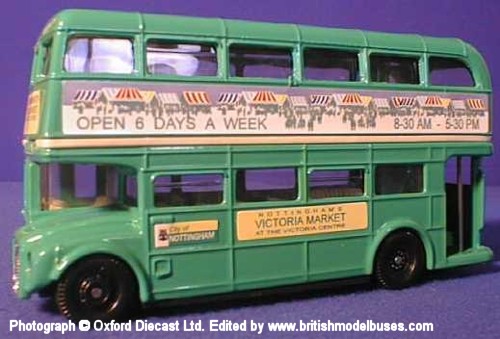 OPEN 6 DAYS A WEEK 8-30 AM - 5-30 PM
City of
NOTTINGHAM
NOTTINGHAM'S
VICTORIA MARKET
AT THE VICTORIA CENTRE
Photograph © Oxford Diecast Ltd. Edited by www.britishmodelbuses.com